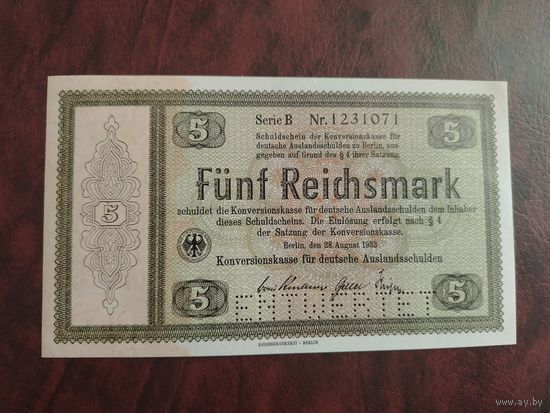 5
5
Serie B Nr. 1231071
Schuldschein der Konversionskasse für
deutsche Auslandsschulden zu Berlin, aus
gegeben auf Grund des § 4 ihrer Satzung.
Fünf Reichsmark
schuldet die Konversionskasse für deutsche Auslandsschulden dem Inhaber
dieses Schuldscheins. Die Einlösung erfolgt nach § 4
der Satzung der Konversionskasse.
Berlin, den 28. August 1933
Konversionskasse für deutsche Auslandsschulden
5
5
5
ENTWERTET
REICHSDRUCKEREI · BERLIN
www.ay.by